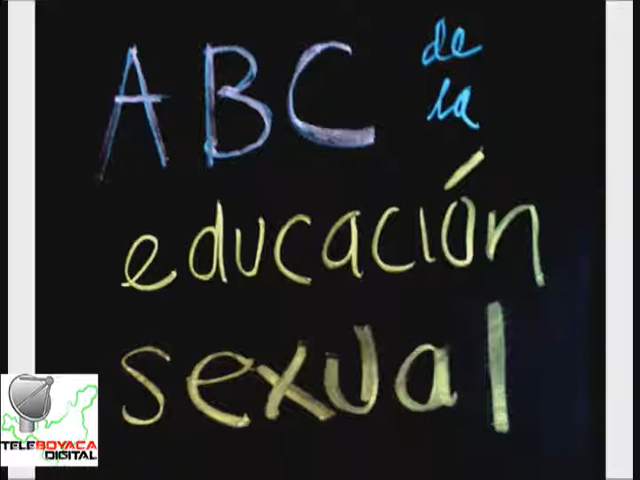 ABC de la
educación
sexual
TELEBOYACA
DIGITAL